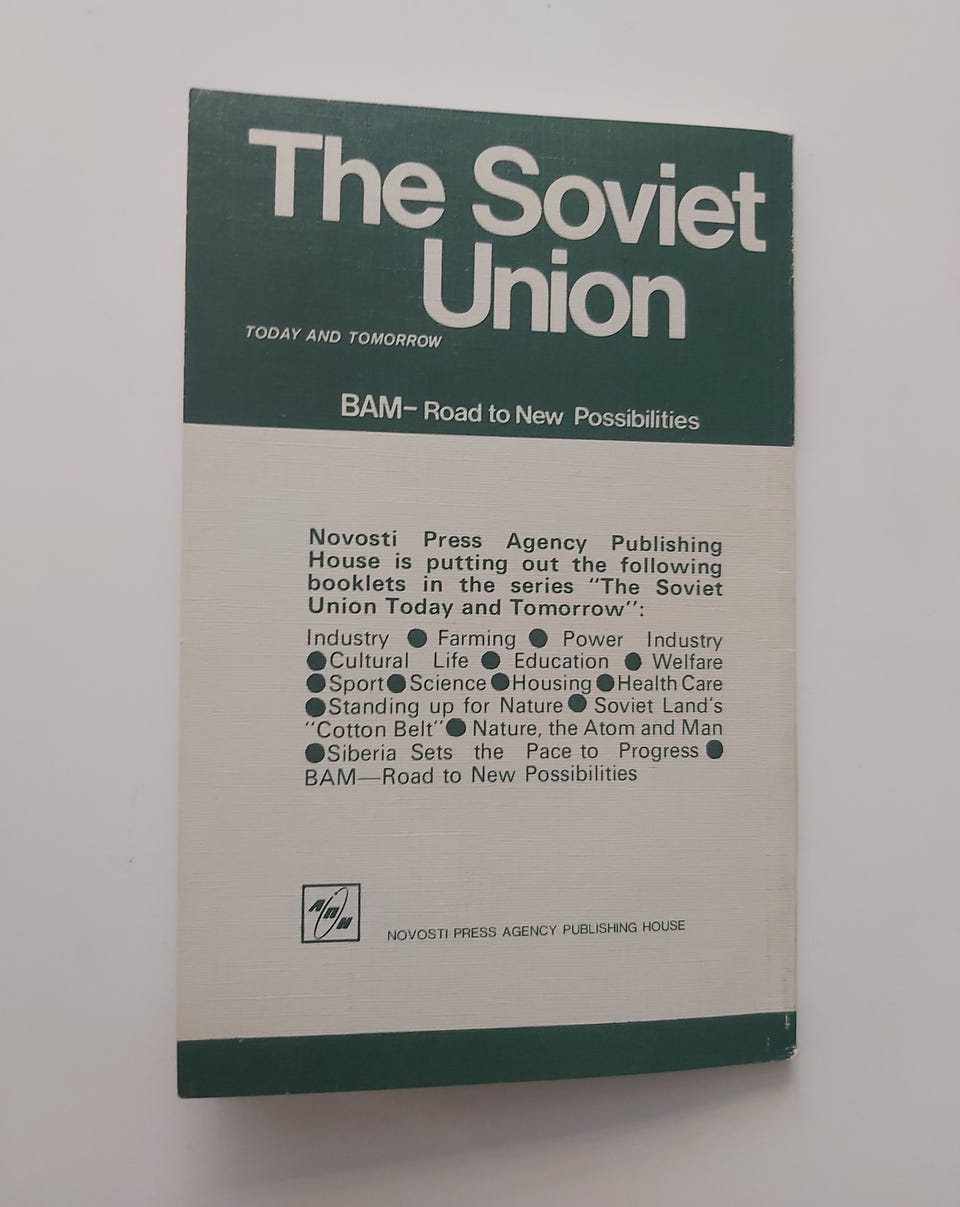 The Soviet
Union
TODAY AND TOMORROW
BAM– Road to New Possibilities
Novosti Press Agency Publishing
House is putting out the following
booklets in the series "The Soviet
Union Today and Tomorrow":
Industry ● Farming ● Power Industry
●Cultural Life ● Education ● Welfare
●Sport●Science●Housing●Health Care
●Standing up for Nature● Soviet Land's
"Cotton Belt"● Nature, the Atom and Man
●Siberia Sets the Pace to Progress●
BAM—Road to New Possibilities
АПН
NOVOSTI PRESS AGENCY PUBLISHING HOUSE